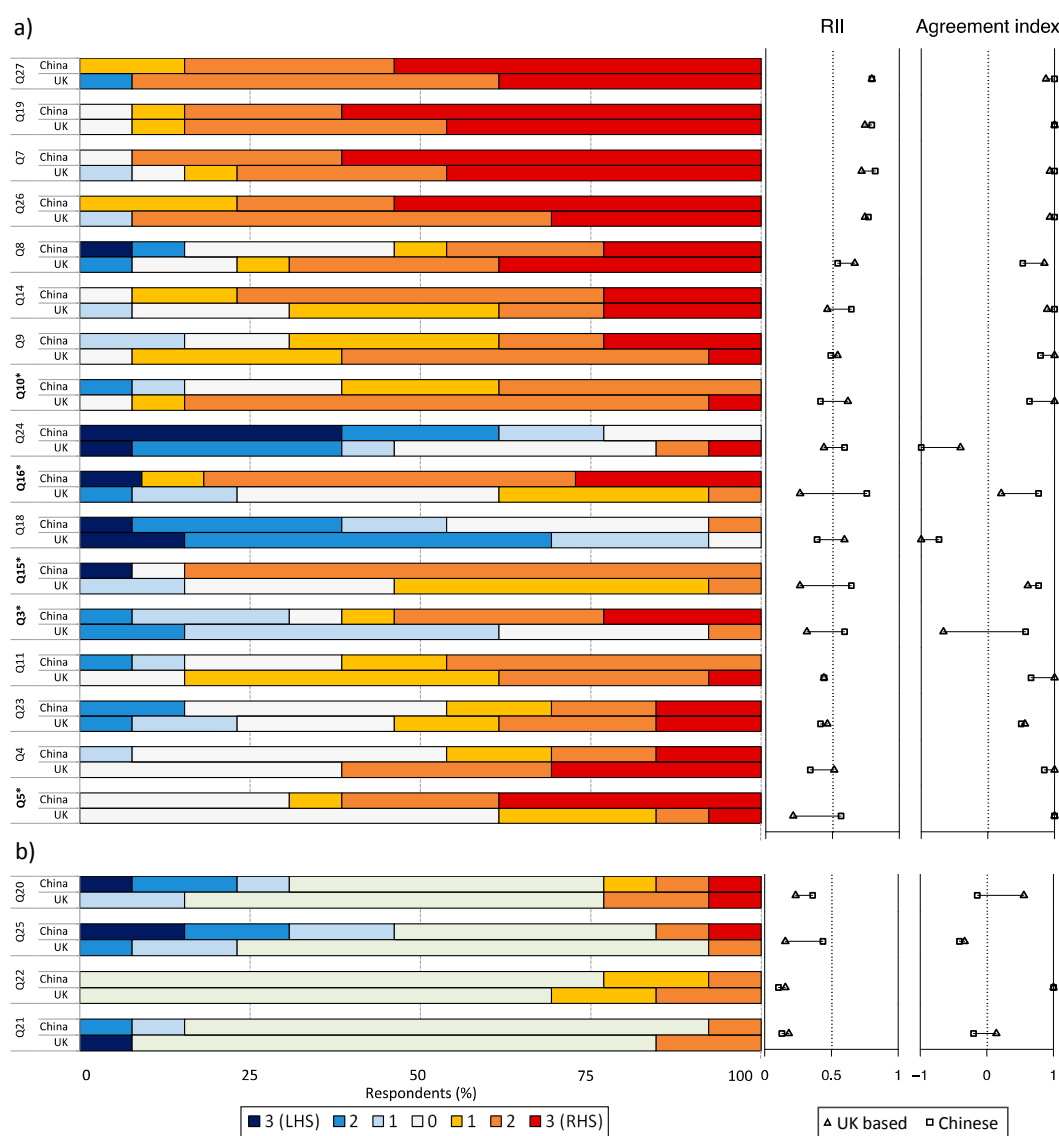 a)
RII Agreement index
Q27 China
UK
Q19 China
UK
Q7 China
UK
Q26 China
UK
Q8 China
UK
Q14 China
UK
Q9 China
UK
Q10* China
UK
Q24 China
UK
Q16* China
UK
Q18 China
UK
Q15* China
UK
Q3* China
UK
Q11 China
UK
Q23 China
UK
Q4 China
UK
Q5* China
UK
b)
Q20 China
UK
Q25 China
UK
Q22 China
UK
Q21 China
UK
0 25 50 75 100 0 0.5 1 −1 0 1
Respondents (%)
3 (LHS) 2 1 0 1 2 3 (RHS) UK based Chinese